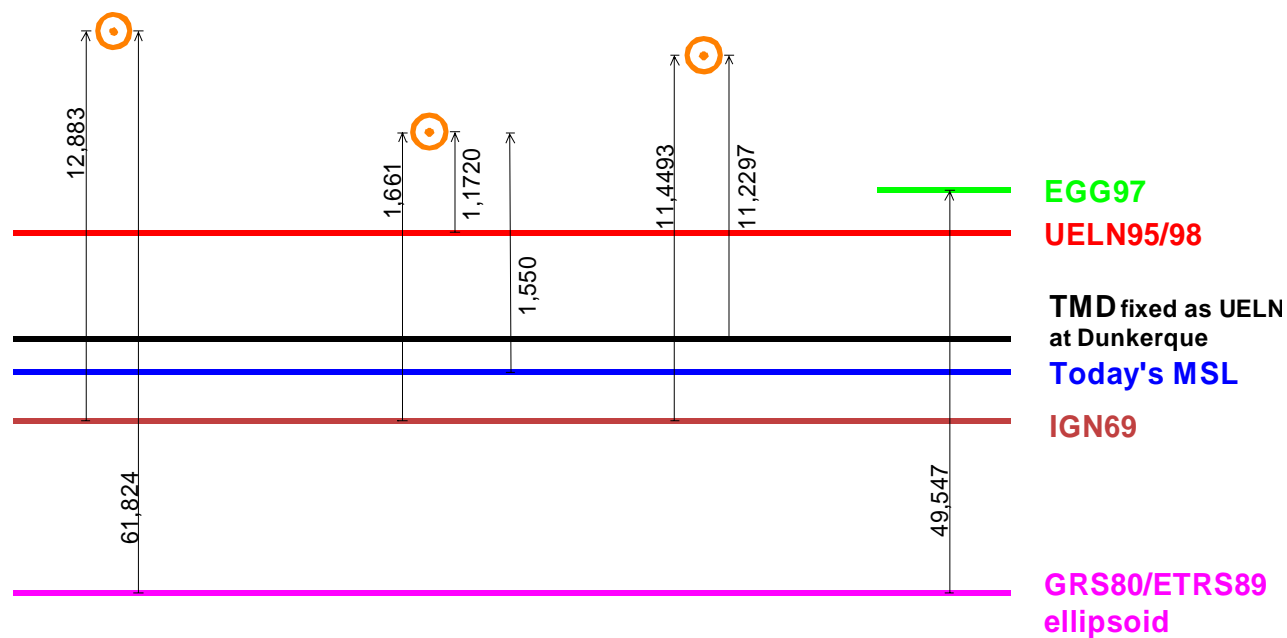 12,883
61,824
1,661
1,1720
1,550
11,4493
11,2297
49,547
EGG97
UELN95/98
TMD fixed as UELN
at Dunkerque
Today's MSL
IGN69
GRS80/ETRS89
ellipsoid